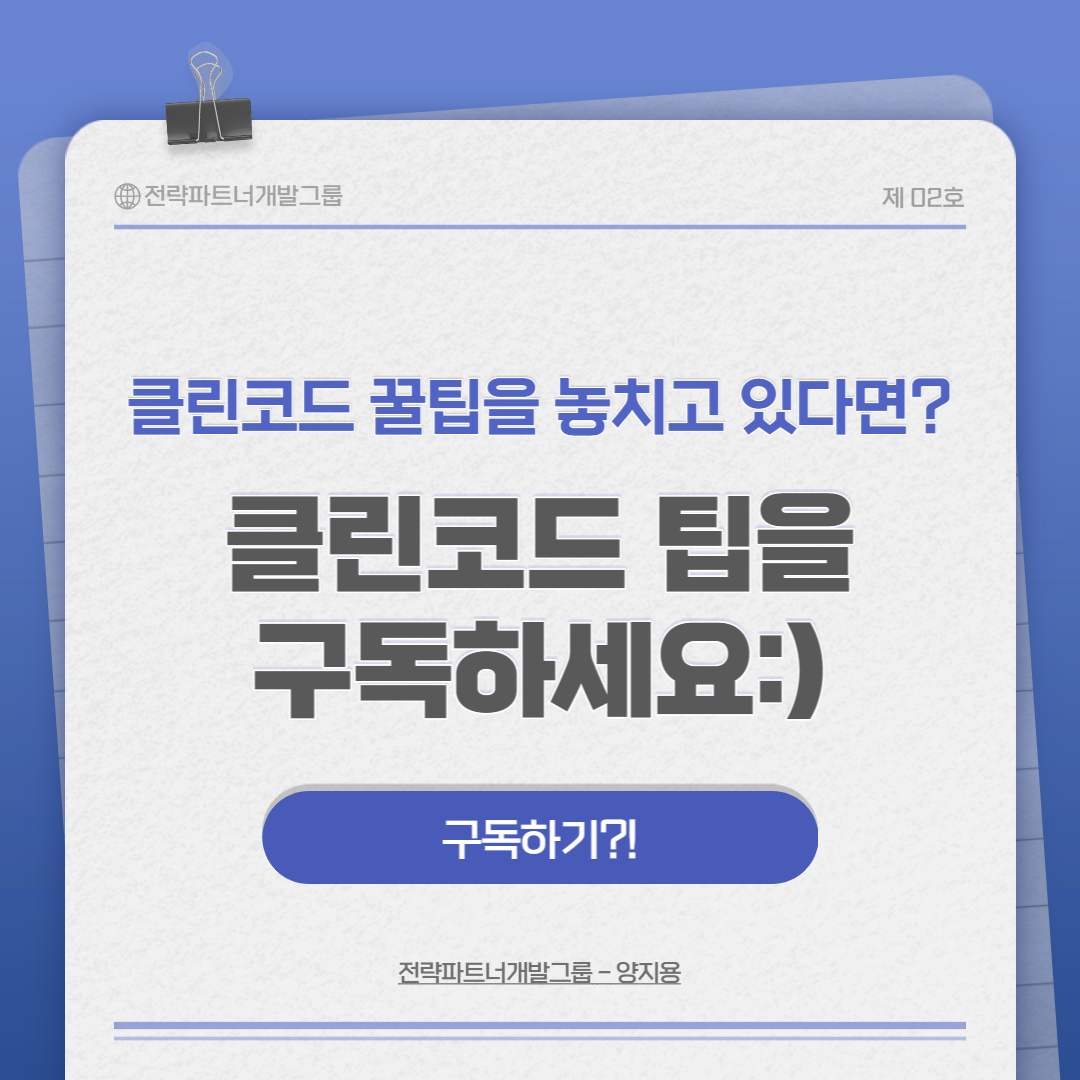 전략파트너개발그룹
제 02호
클린코드 꿀팁을 놓치고 있다면?
클린코드 팁을
구독하세요:)
구독하기?!
전략파트너개발그룹 - 양지용